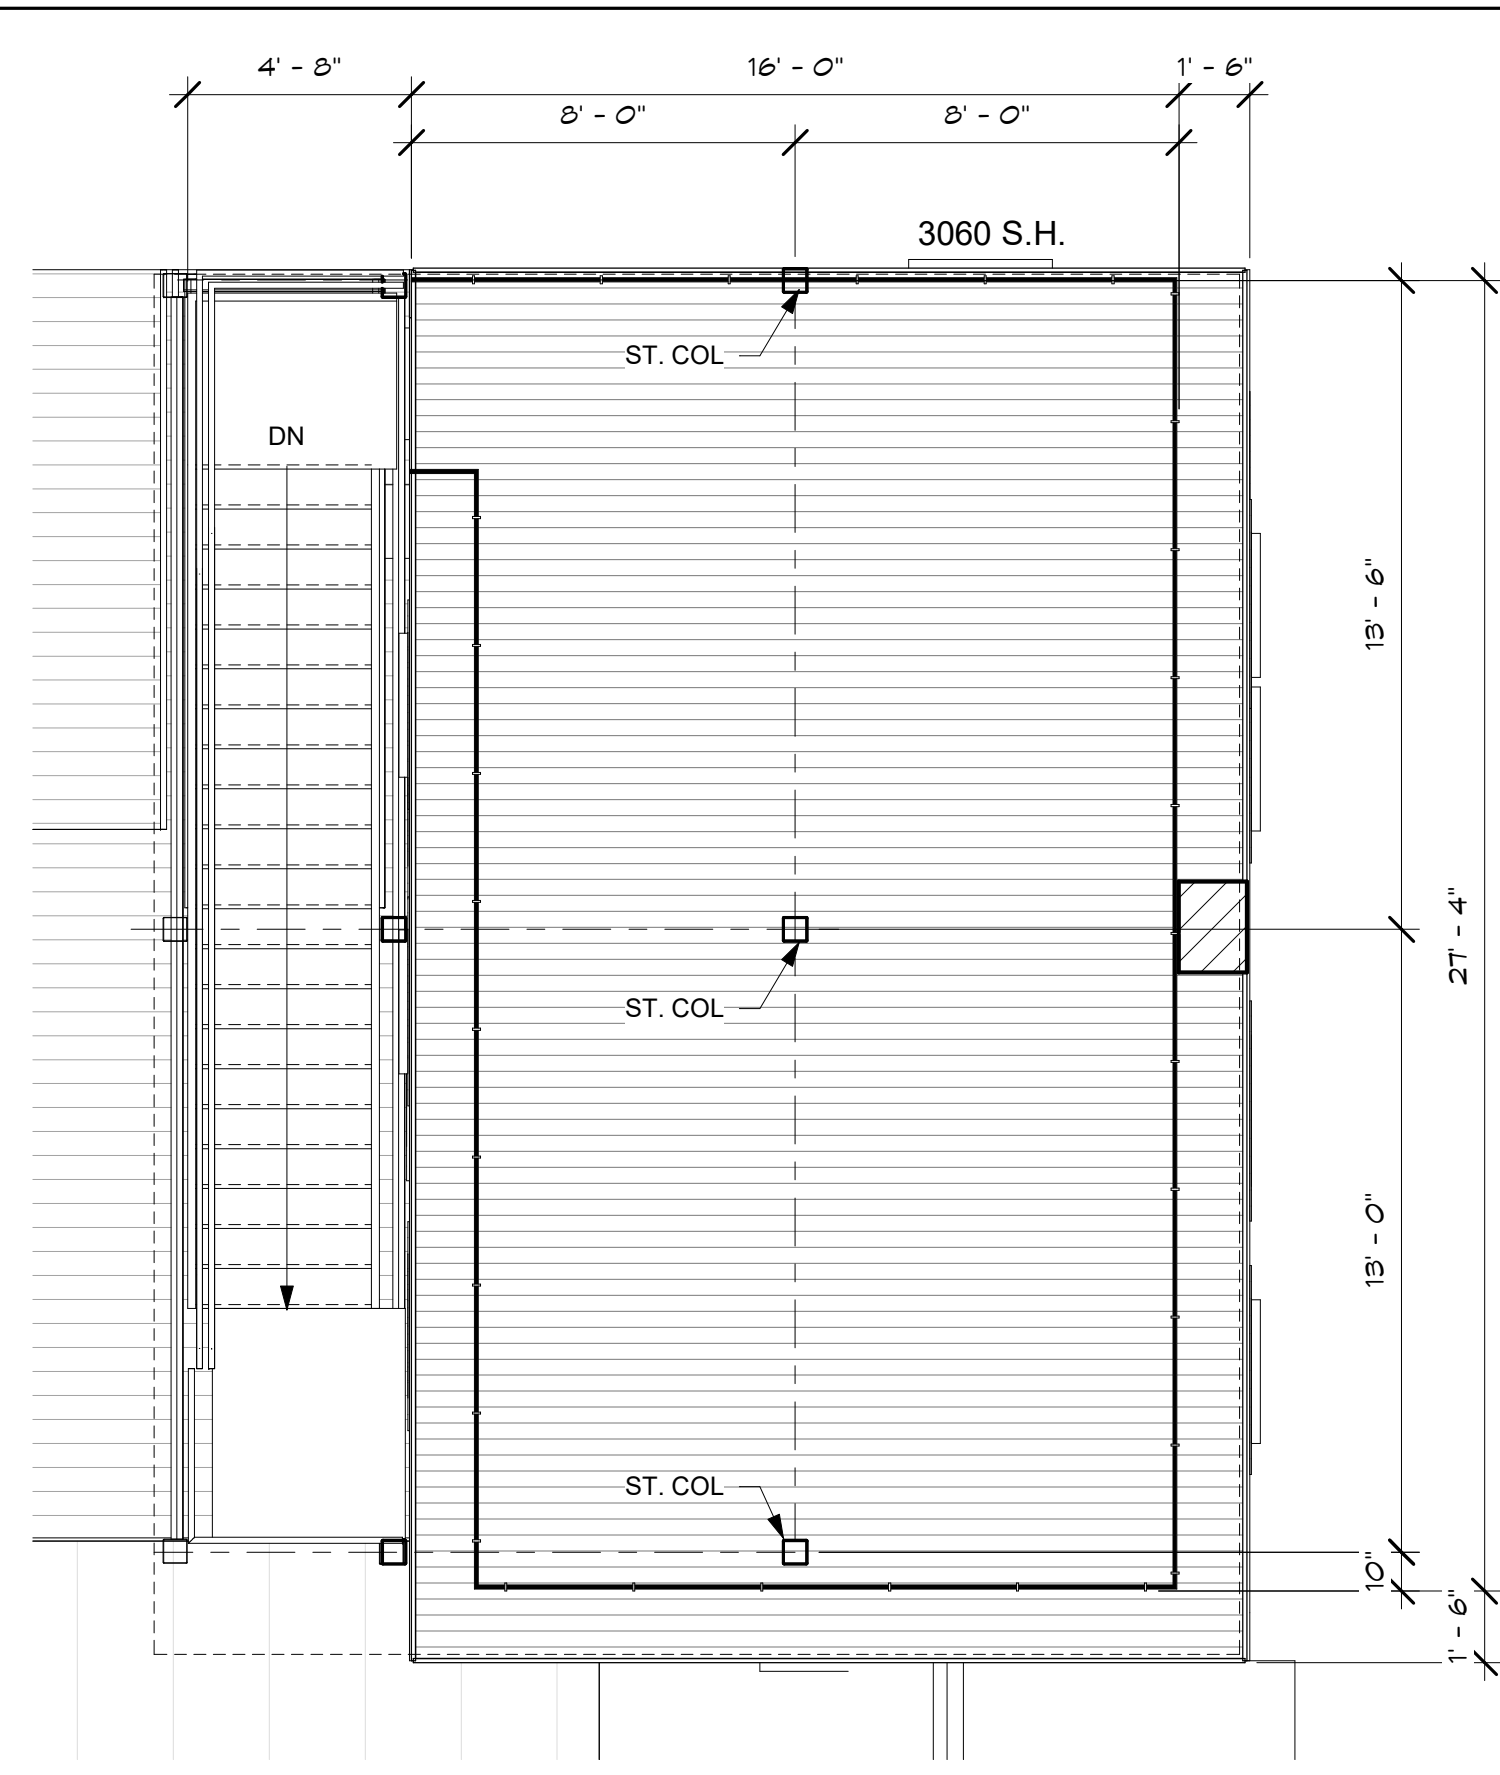 4' - 8"
16' - 0"
1' - 6"
8' - 0"
8' - 0"
3060 S.H.
ST. COL
DN
13' - 6"
27' - 4"
ST. COL
13' - 0"
ST. COL
10"
1' - 6"